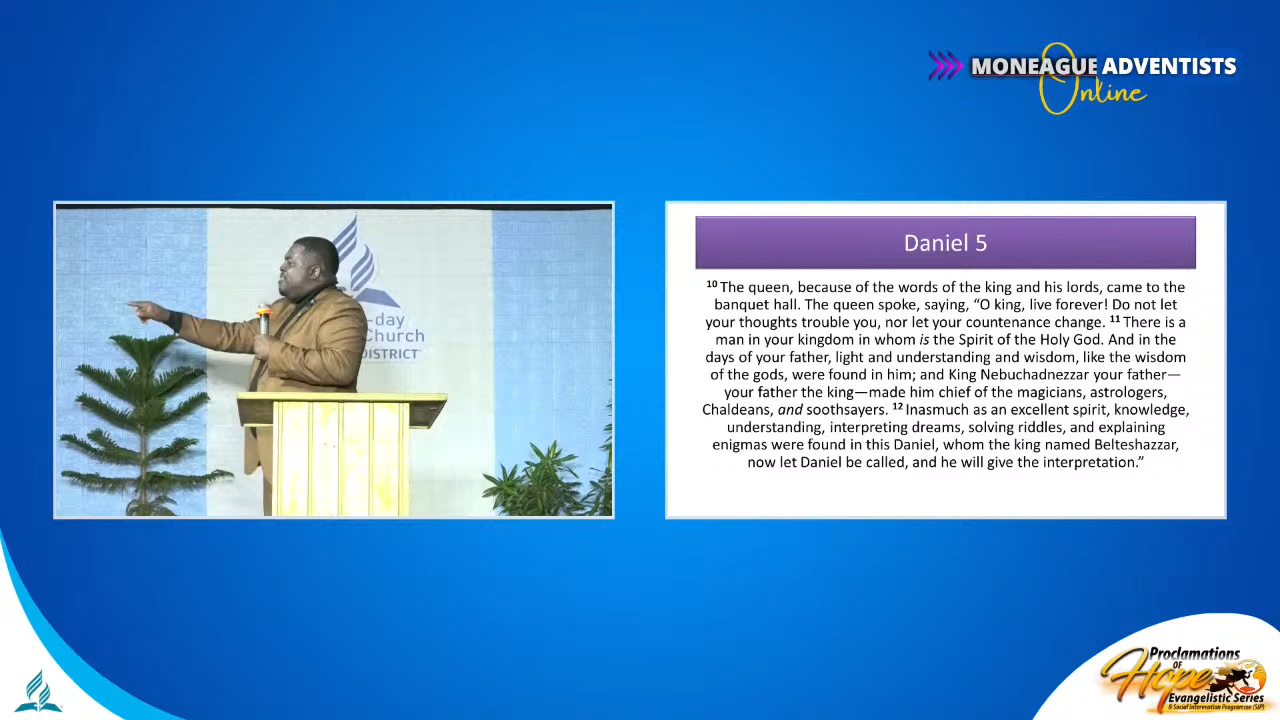 MONEAGUE ADVENTISTS
Online
-day
Church
DISTRICT
Daniel 5
10 The queen, because of the words of the king and his lords, came to the
banquet hall. The queen spoke, saying, “O king, live forever! Do not let
your thoughts trouble you, nor let your countenance change. 11 There is a
man in your kingdom in whom is the Spirit of the Holy God. And in the
days of your father, light and understanding and wisdom, like the wisdom
of the gods, were found in him; and King Nebuchadnezzar your father—
your father the king—made him chief of the magicians, astrologers,
Chaldeans, and soothsayers. 12 Inasmuch as an excellent spirit, knowledge,
understanding, interpreting dreams, solving riddles, and explaining
enigmas were found in this Daniel, whom the king named Belteshazzar,
now let Daniel be called, and he will give the interpretation.”
Proclamations
OF
Hope
Evangelistic Series
& Social Intervention Programme (SIP)